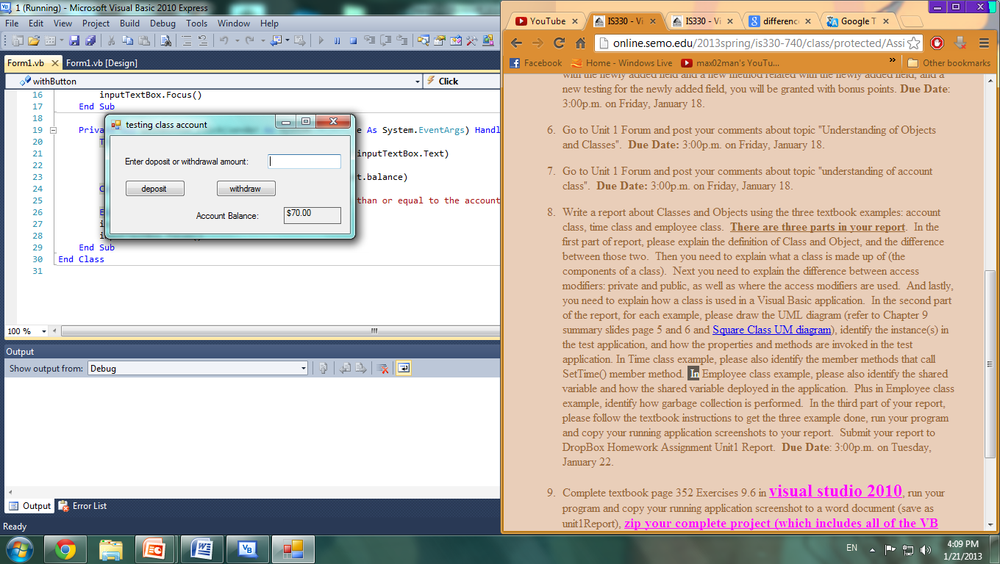 1 (Running) - Microsoft Visual Basic 2010 Express
File Edit View Project Build Debug Tools Window Help
Form1.vb Form1.vb [Design]
withButton Click
16 inputTextBox.Focus()
17 End Sub
18
19 Priva e As System.EventArgs) Handl
20 T
21 inputTextBox.Text)
22
23 t.balance)
24 C
25 than or equal to the account
26 E
27 i
28
29 End Sub
30 End Class
31
testing class account
Enter doposit or withdrawal amount:
doposit withdraw
Account Balance: $70.00
100 %
Output
Show output from: Debug
Output Error List
Ready
YouTube IS330 - Vi IS330 - Vi differenc Google T
online.semo.edu/2013spring/is330-740/class/protected/Assi
Facebook Home - Windows Live max02man's YouTu... » Other bookmarks
with the newly added field and a new method related with the newly added field, and a
new testing for the newly added field, you will be granted with bonus points. Due Date:
3:00p.m. on Friday, January 18.
6. Go to Unit 1 Forum and post your comments about topic "Understanding of Objects
and Classes". Due Date: 3:00p.m. on Friday, January 18.
7. Go to Unit 1 Forum and post your comments about topic "understanding of account
class". Due Date: 3:00p.m. on Friday, January 18.
8. Write a report about Classes and Objects using the three textbook examples: account
class, time class and employee class. There are three parts in your report. In the
first part of report, please explain the definition of Class and Object, and the difference
between those two. Then you need to explain what a class is made up of (the
components of a class). Next you need to explain the difference between access
modifiers: private and public, as well as where the access modifiers are used. And lastly,
you need to explain how a class is used in a Visual Basic application. In the second part
of the report, for each example, please draw the UML diagram (refer to Chapter 9
summary slides page 5 and 6 and Square Class UM diagram), identify the instance(s) in
the test application, and how the properties and methods are invoked in the test
application. In Time class example, please also identify the member methods that call
SetTime() member method. In Employee class example, please also identify the shared
variable and how the shared variable deployed in the application. Plus in Employee class
example, identify how garbage collection is performed. In the third part of your report,
please follow the textbook instructions to get the three example done, run your program
and copy your running application screenshots to your report. Submit your report to
DropBox Homework Assignment Unit1 Report. Due Date: 3:00p.m. on Tuesday,
January 22.
9. Complete textbook page 352 Exercises 9.6 in visual studio 2010, run your
program and copy your running application screenshot to a word document (save as
unit1Report), zip your complete project (which includes all of the VB
EN 4:09 PM
1/21/2013